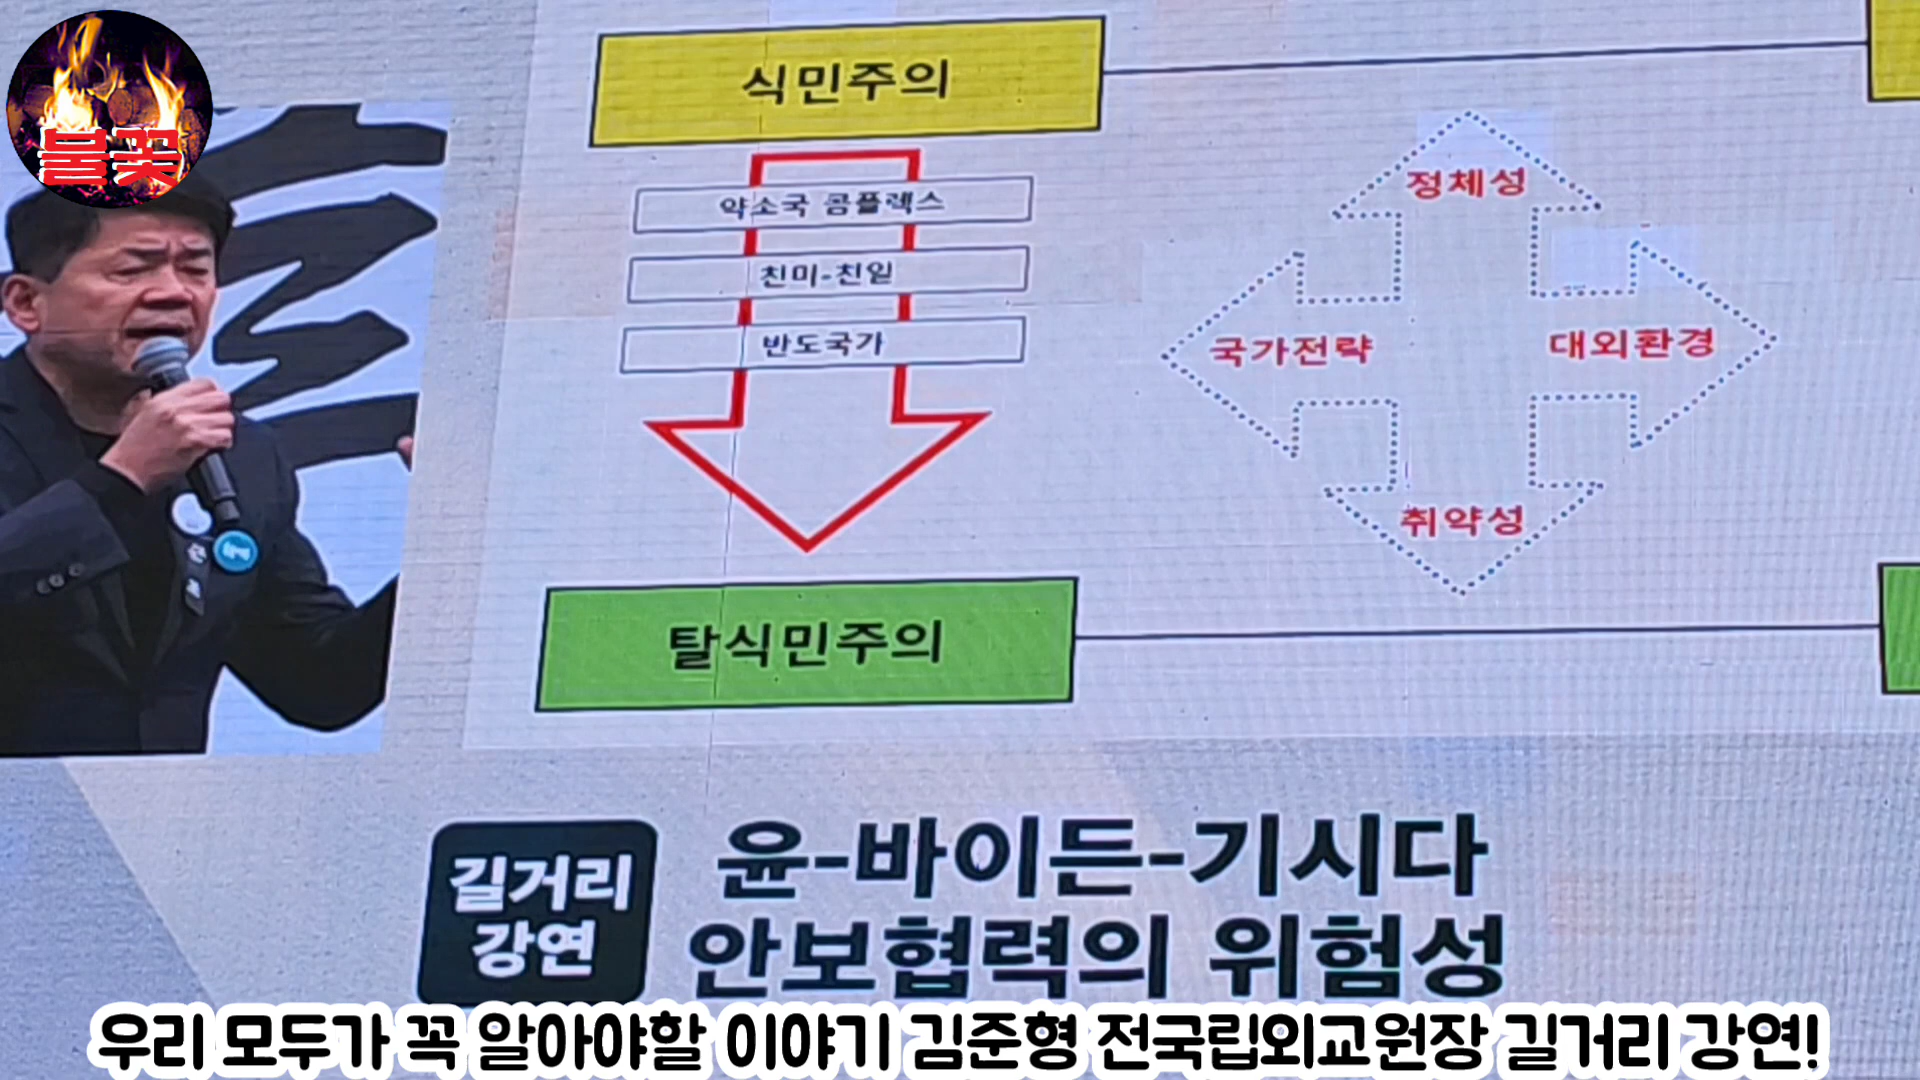 불꽃
식민주의
약소국 콤플렉스
친미-친일
반도국가
탈식민주의
정체성
국가전략
대외환경
취약성
길거리
강연
윤-바이든-기시다
안보협력의 위험성
우리 모두가 꼭 알아야할 이야기 김준형 전국립외교원장 길거리 강연!